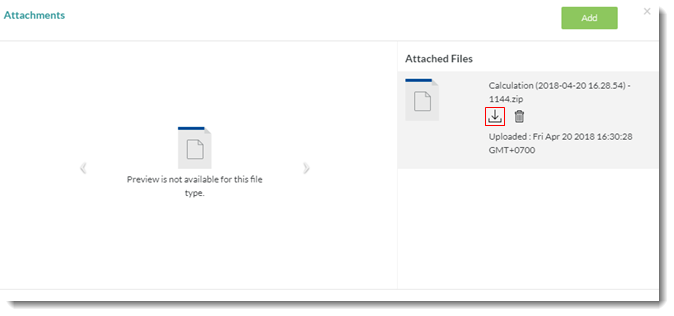 Attachments
Add
×
Attached Files
Calculation (2018-04-20 16.28.54) -
1144.zip
Uploaded : Fri Apr 20 2018 16:30:28
GMT+0700
Preview is not available for this file
type.